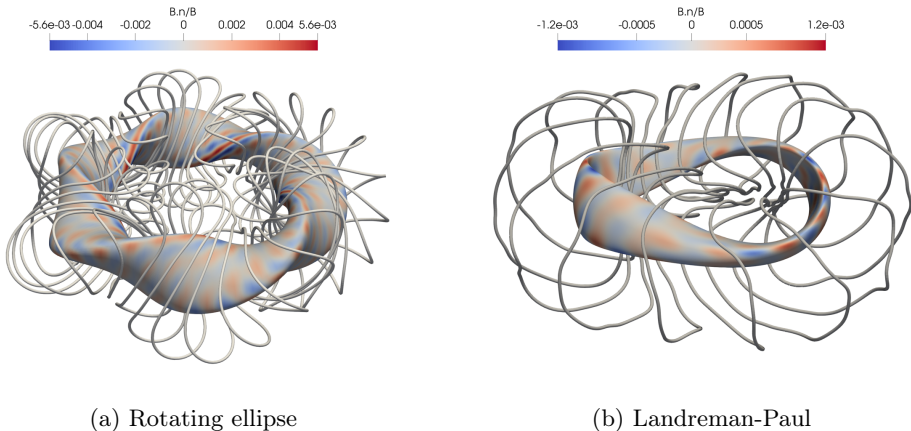 B.n/B
-5.6e-03 -0.004 -0.002 0 0.002 0.004 5.6e-03
B.n/B
-1.2e-03 -0.0005 0 0.0005 1.2e-03
(a) Rotating ellipse
(b) Landreman-Paul